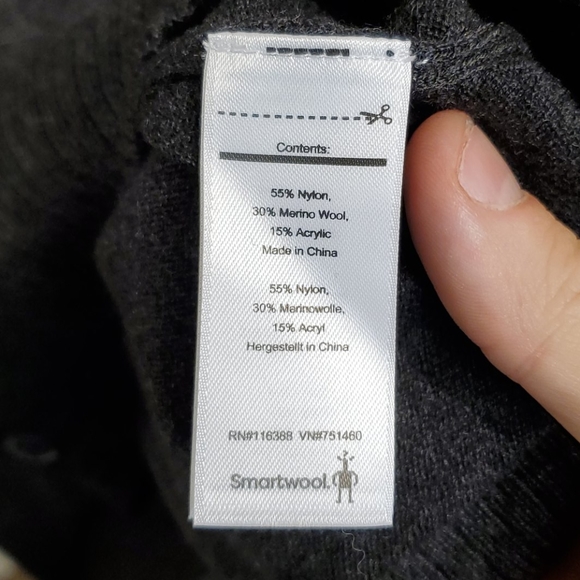 Contents:
55% Nylon,
30% Merino Wool,
15% Acrylic
Made in China
55% Nylon,
30% Merinowolle,
15% Acryl
Hergestellt in China
RN#116388 VN#751460
Smartwool.